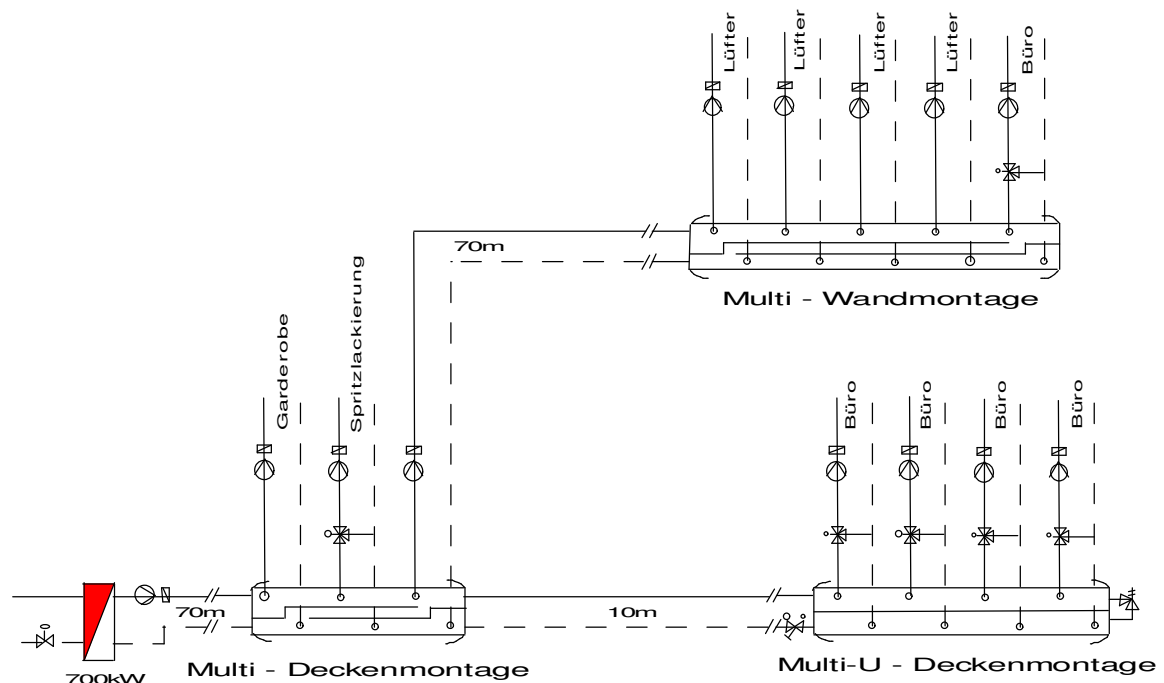 Lüfter
Lüfter
Lüfter
Lüfter
Büro
70m
Multi - Wandmontage
Garderobe
Spritzlackierung
Büro
Büro
Büro
Büro
70m
10m
Multi - Deckenmontage
Multi-U - Deckenmontage
700kW